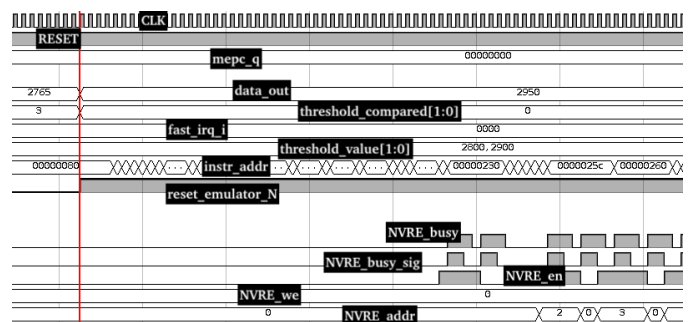 CLK
RESET
mepc_q 00000000
2765 data_out 2950
3 threshold_compared[1:0] 0
fast_irq_i 0000
threshold_value[1:0] 2800,2900
00000080 ... instr_addr ... ... ... 00000230 0000025c 00000260
reset_emulator_N
NVRE_busy
NVRE_busy_sig
NVRE_en
NVRE_we 0
0 NVRE_addr 2 0 3 0